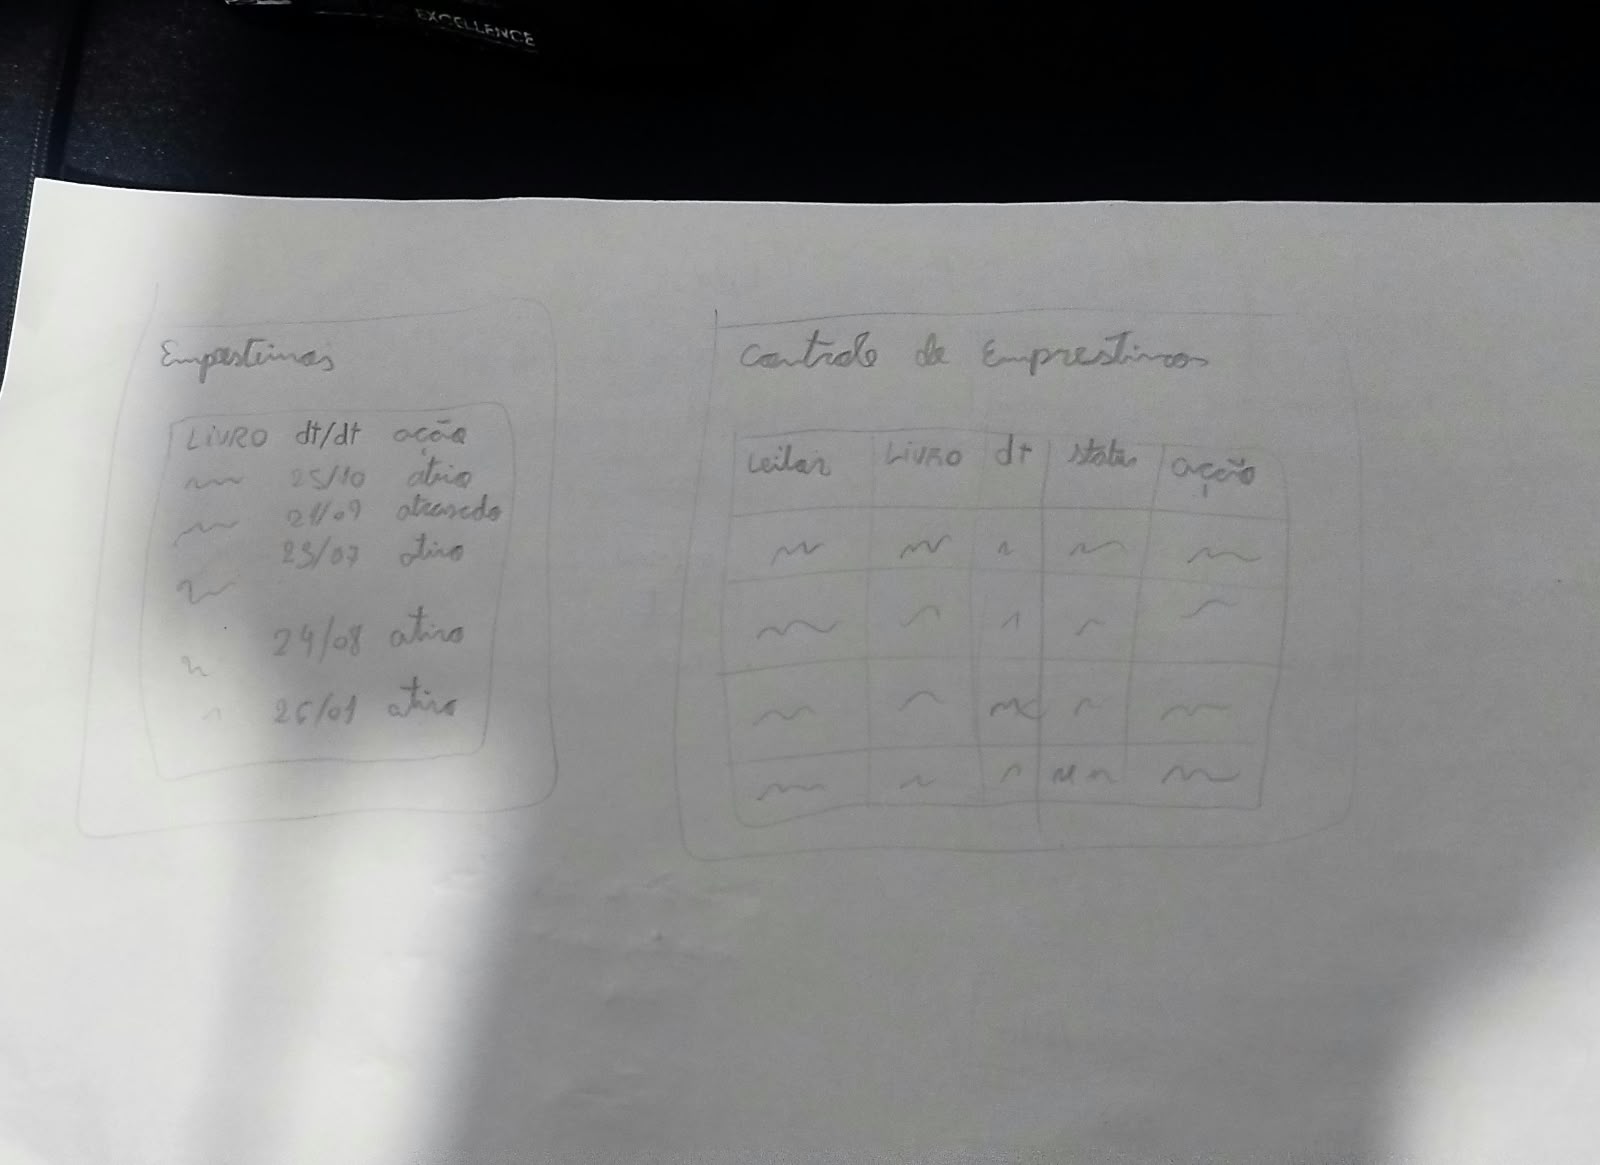 EXCELLENCE
Empréstimos
LIVRO dt/dt ação
25/10 ativo
21/09 atrasado
23/07 ativo
24/08 ativo
26/01 ativo
Controle de Empréstimos
Leitor LIVRO dt status ação